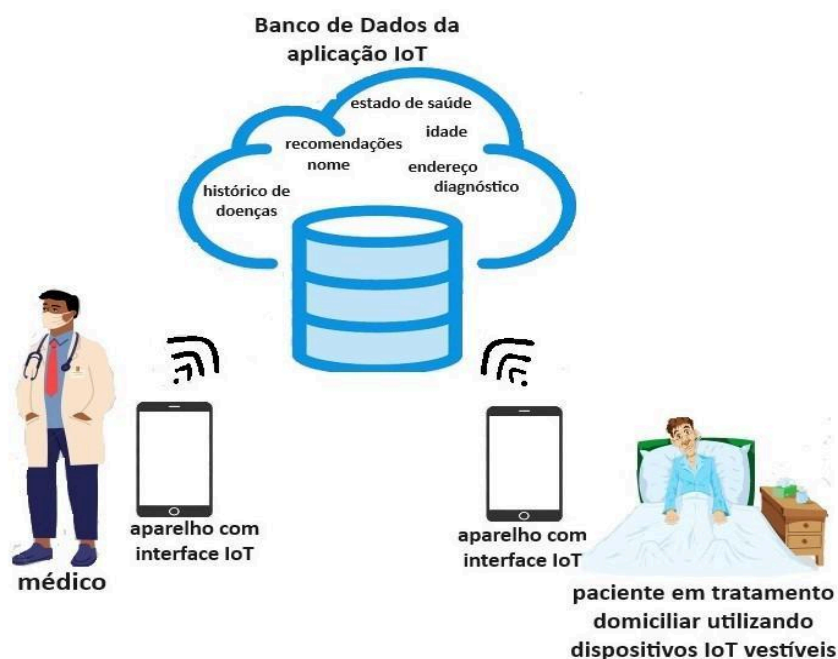 Banco de Dados da
aplicação IoT
estado de saúde
idade
recomendações
nome
endereço
diagnóstico
histórico de
doenças
aparelho com
interface IoT
médico
aparelho com
interface IoT
paciente em tratamento
domiciliar utilizando
dispositivos IoT vestíveis